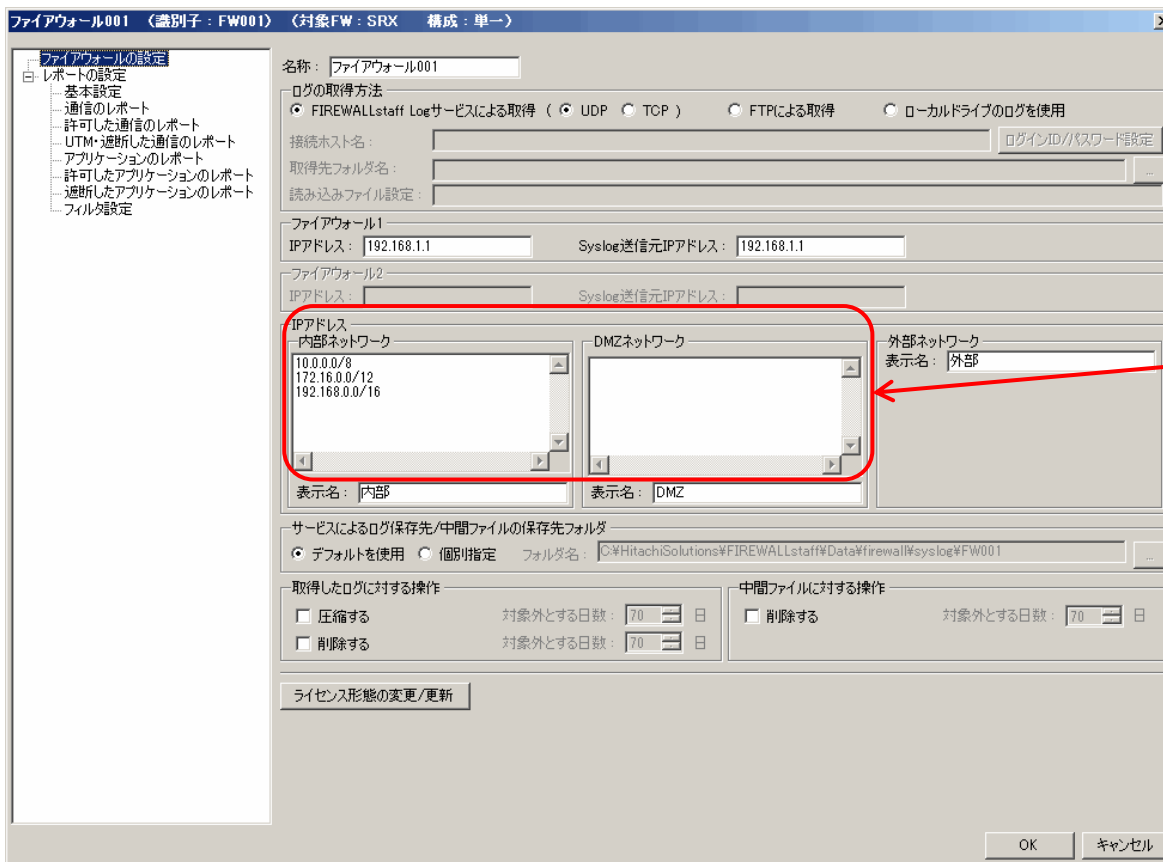 ファイアウォール001 （識別子：FW001） （対象FW：SRX 構成：単一）
ファイアウォールの設定
レポートの設定
基本設定
通信のレポート
許可した通信のレポート
UTM・遮断した通信のレポート
アプリケーションのレポート
許可したアプリケーションのレポート
遮断したアプリケーションのレポート
フィルタ設定
名称： ファイアウォール001
ログの取得方法
FIREWALLstaff Logサービスによる取得 ( UDP TCP ) FTPによる取得 ローカルドライブのログを使用
接続ホスト名： ログインID/パスワード設定
取得先フォルダ名： ...
読み込みファイル設定：
ファイアウォール1
IPアドレス： 192.168.1.1 Syslog送信元IPアドレス： 192.168.1.1
ファイアウォール2
IPアドレス： Syslog送信元IPアドレス：
IPアドレス
内部ネットワーク
10.0.0.0/8
172.16.0.0/12
192.168.0.0/16
表示名： 内部
DMZネットワーク
表示名： DMZ
外部ネットワーク
表示名： 外部
サービスによるログ保存先/中間ファイルの保存先フォルダ
デフォルトを使用 個別指定 フォルダ名： C:¥HitachiSolutions¥FIREWALLstaff¥Data¥firewall¥syslog¥FW001 ...
取得したログに対する操作
圧縮する 対象外とする日数： 70 日
削除する 対象外とする日数： 70 日
中間ファイルに対する操作
削除する 対象外とする日数： 70 日
ライセンス形態の変更/更新
OK キャンセル